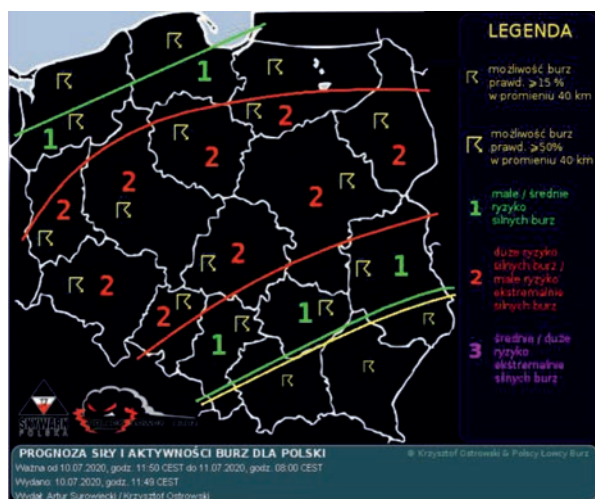 LEGENDA
możliwość burz
prawd. ⩾15 %
w promieniu 40 km
możliwość burz
prawd. ⩾50%
w promieniu 40 km
1
małe / średnie
ryzyko
silnych burz
2
duże ryzyko
silnych burz /
małe ryzyko
ekstremalnie
silnych burz
3
średnie / duże
ryzyko
ekstremalnie
silnych burz
1
1
2
2
2
2
2
2
2
2
2
1
1
1
SKYWARN
POLSKA
PROGNOZA SIŁY I AKTYWNOŚCI BURZ DLA POLSKI
© Krzysztof Ostrowski & Polscy Łowcy Burz
Ważna od 10.07.2020, godz. 11:50 CEST do 11.07.2020, godz. 08:00 CEST
Wydano: 10.07.2020, godz. 11:49 CEST
Wydał: Artur Surowiecki / Krzysztof Ostrowski